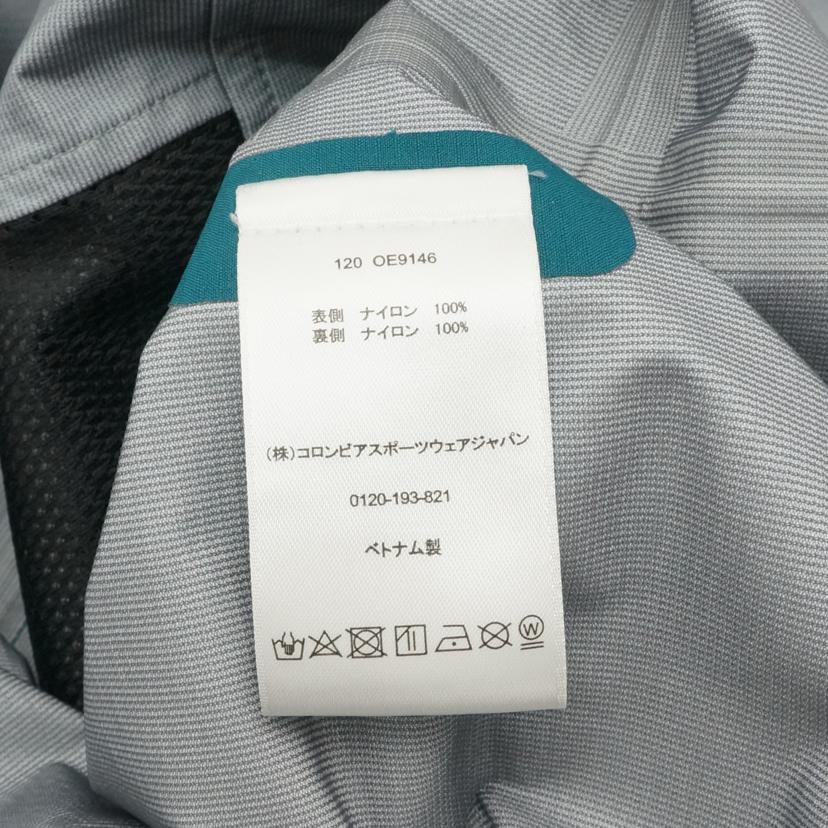 120 OE9146
表側 ナイロン 100%
裏側 ナイロン 100%
(株)コロンビアスポーツウェアジャパン
0120-193-821
ベトナム製
W